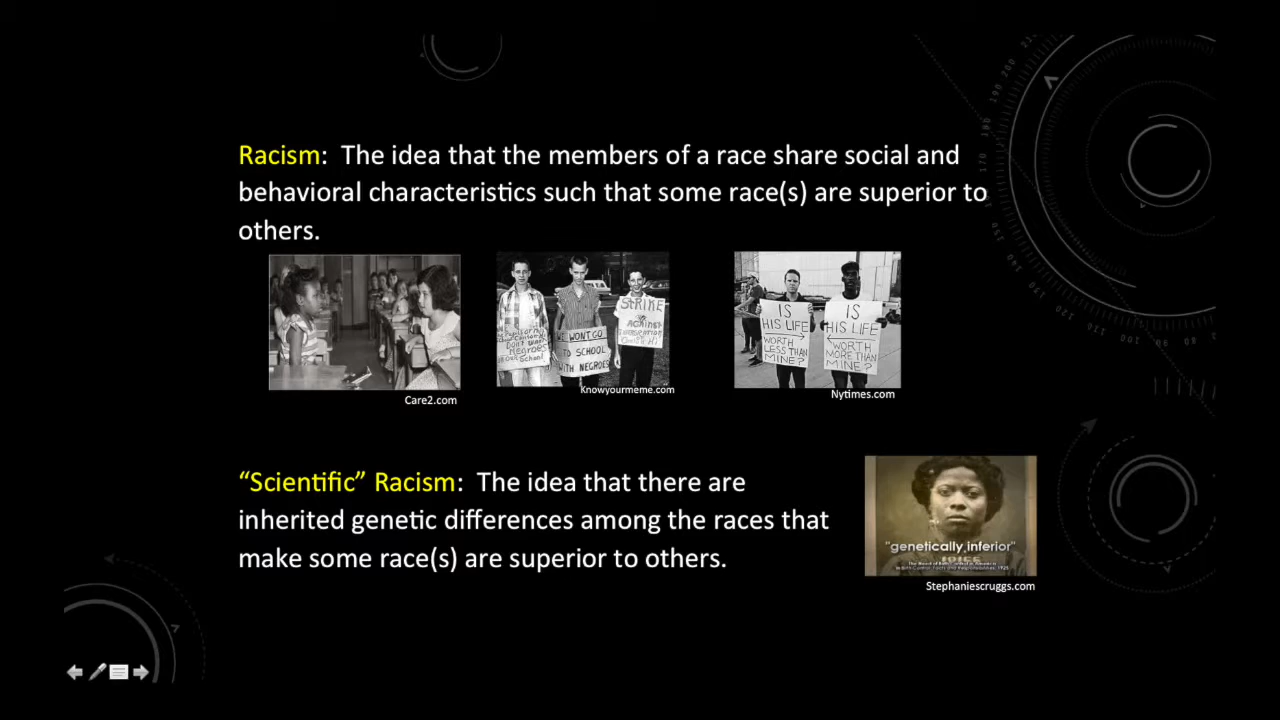 Racism: The idea that the members of a race share social and
behavioral characteristics such that some race(s) are superior to
others.
WE WONT GO
TO SCHOOL
WITH NEGROES
STRIKE
AGAINST
IS
HIS LIFE
WORTH
LESS THAN
MINE?
IS
HIS LIFE
WORTH
MORE THAN
MINE?
Care2.com
Knowyourmeme.com
Nytimes.com
“Scientific” Racism: The idea that there are
inherited genetic differences among the races that
make some race(s) are superior to others.
"genetically inferior"
Stephaniescruggs.com